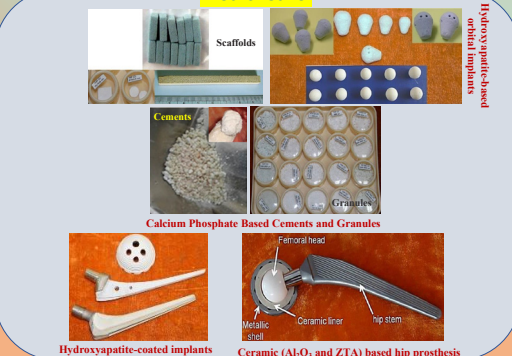 Scaffolds
Hydroxyapatite-based
orbital implants
Cements
Granules
Calcium Phosphate Based Cements and Granules
Femoral head
Metallic
shell
Ceramic liner
hip stem
Hydroxyapatite-coated implants
Ceramic (Al₂O₃ and ZTA) based hip prosthesis